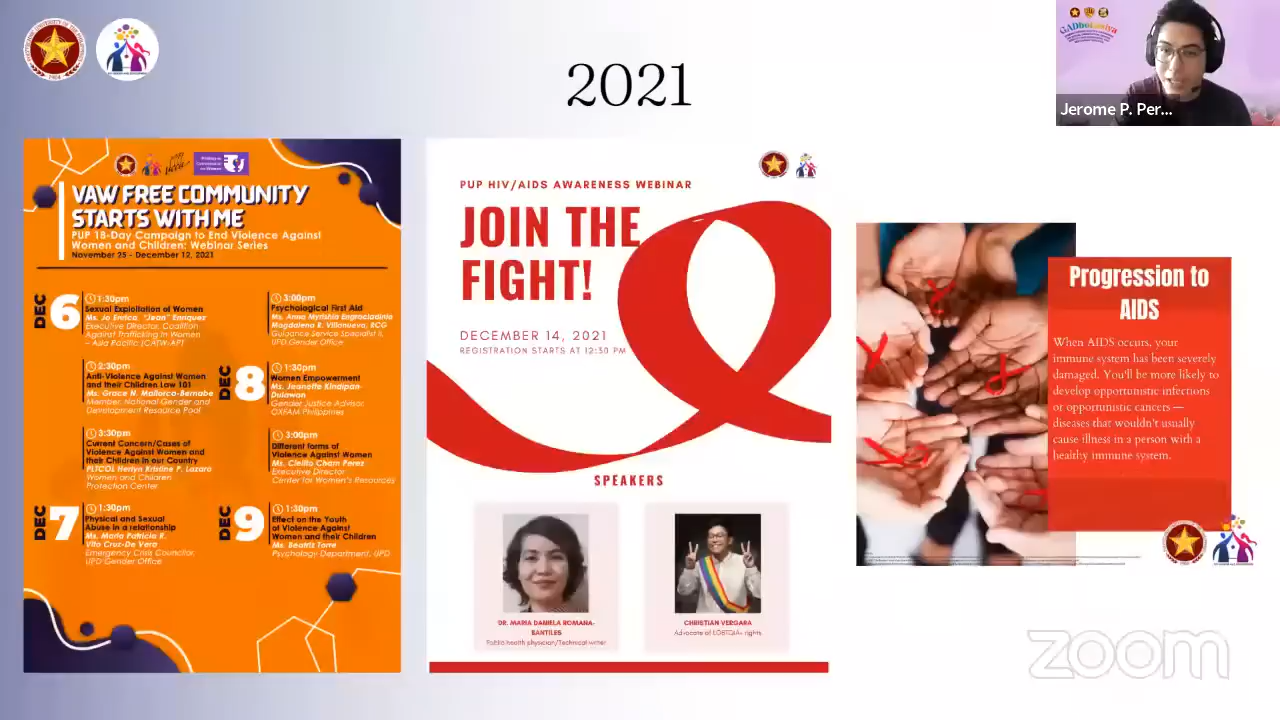 2021
Jerome P. Per...
VAW FREE COMMUNITY
STARTS WITH ME
PUP 18-Day Campaign to End Violence Against
Women and Children: Webinar Series
November 25 - December 12, 2021
DEC 6
1:30pm
Sexual Exploitation of Women
Ms. Jo Enrica, "Jean" Enriquez
Executive Director, Coalition
Against Trafficking in Women
– Asia Pacific (CATW-AP)
2:30pm
Anti-Violence Against Women
and their Children Law 101
Ms. Grace N. Mallorca-Bernabe
Member, National Gender and
Development Resource Pool
3:30pm
Current Concern/Cases of
Violence Against Women and
their Children in our Country
PLTCOL Herlyn Kristine P. Lazaro
Women and Children
Protection Center
DEC 7
1:30pm
Physical and Sexual
Abuse in a relationship
Ms. Maria Patricia R.
Vito Cruz-De Vera
Emergency Crisis Councilor,
UPD Gender Office
3:00pm
Psychological First Aid
Magdalena R. Villanueva, RCG
Guidance Service Specialist II,
UPD Gender Office
DEC 8
1:30pm
Women Empowerment
Ms. Jeanette Kindipan-
Dulawan
Gender Justice Advisor,
OXFAM Philippines
3:00pm
Different forms of
Violence Against Women
Ms. Cielito Cham Perez
Executive Director
Center for Women's Resources
DEC 9
1:30pm
Effect on the Youth
of Violence Against
Women and their Children
Ms. Beatriz Torre
Psychology Department, UPD
PUP HIV/AIDS AWARENESS WEBINAR
JOIN THE
FIGHT!
DECEMBER 14, 2021
REGISTRATION STARTS AT 12:30 PM
SPEAKERS
DR. MARIA DANIELA ROMANA-
BANTILES
Public health physician/Technical writer
CHRISTIAN VERGARA
Advocate of LGBTQIA+ rights
Progression to
AIDS
When AIDS occurs, your
immune system has been severely
damaged. You'll be more likely to
develop opportunistic infections
or opportunistic cancers —
diseases that wouldn't usually
cause illness in a person with a
healthy immune system.
zoom